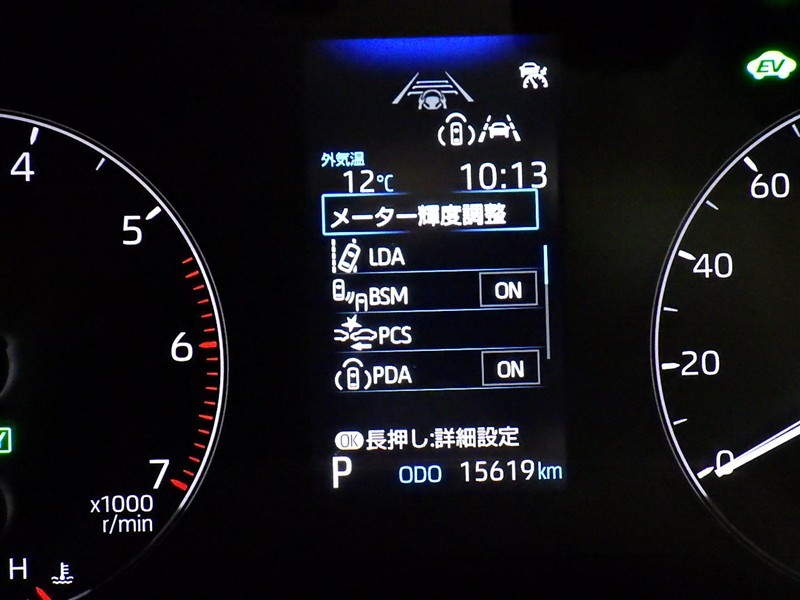 EV
外気温
12℃ 10:13
メーター輝度調整
LDA
BSM ON
PCS
PDA ON
OK 長押し:詳細設定
P ODO 15619km
4
5
6
7
x1000
r/min
H
60
40
20
0